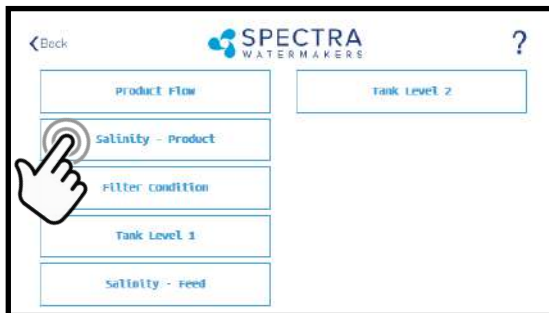 Back
SPECTRA
WATERMAKERS
?
Product Flow
Tank Level 2
Salinity - Product
Filter Condition
Tank Level 1
Salinity - Feed